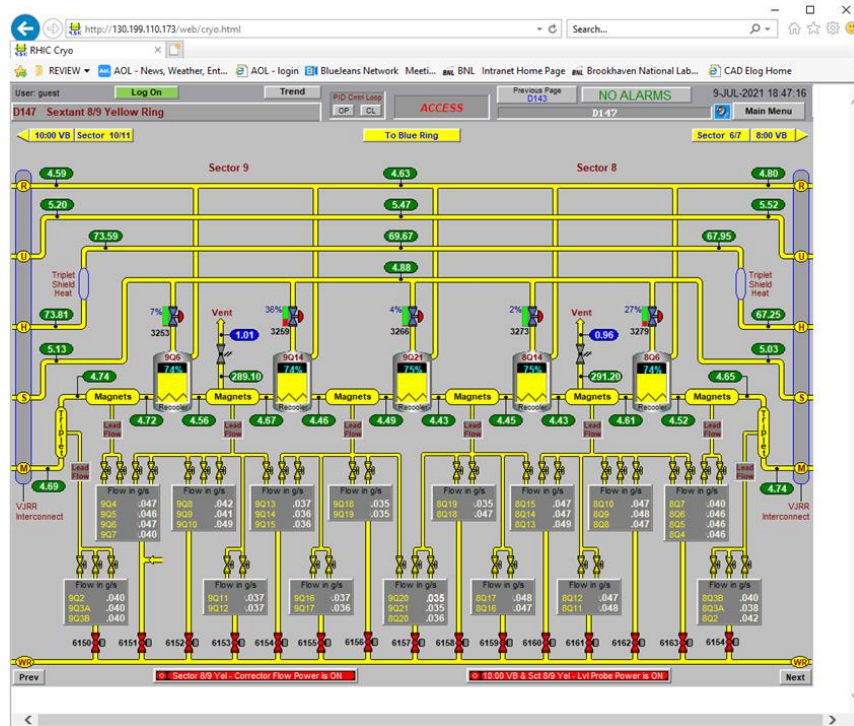 http://130.199.110.173/web/cryo.html
Search...
RHIC Cryo
REVIEW
AOL - News, Weather, Ent...
AOL - login
BlueJeans Network Meeti...
BNL Intranet Home Page
Brookhaven National Lab...
CAD Elog Home
User: guest
Log On
Trend
PID Cntrl Loop
OP CL
ACCESS
Previous Page
D143
NO ALARMS
9-JUL-2021 18:47:16
D147 Sextant 8/9 Yellow Ring
D147
Main Menu
10:00 VB Sector 10/11
To Blue Ring
Sector 6/7 8:00 VB
Sector 9
Sector 8
4.59 4.63 4.80
R R
5.20 5.47 5.52
U U
73.59 69.67 67.95
4.88
Triplet Shield Heat
Triplet Shield Heat
7% 36% 4% 2% 27%
Vent Vent
73.81 67.25
H H
3253 3259 3266 3273 3279
1.01 0.96
5.13 5.03
9Q6 9Q14 9Q21 8Q14 8Q6
74% 74% 75% 75% 74%
4.74 289.10 291.20 4.65
S S
Magnets Magnets Magnets Magnets Magnets Magnets
Recooler Recooler Recooler Recooler Recooler
4.72 4.56 4.67 4.46 4.49 4.43 4.45 4.43 4.61 4.52
Triplet Triplet
Lead Flow Lead Flow Lead Flow Lead Flow Lead Flow Lead Flow
Lead Flow Lead Flow
M M
4.69 4.74
VJRR Interconnect
VJRR Interconnect
Flow in g/s
9Q4 .047
9Q5 .046
9Q6 .047
9Q7 .040
Flow in g/s
9Q8 .042
9Q9 .041
9Q10 .049
Flow in g/s
9Q13 .037
9Q14 .036
9Q15 .036
Flow in g/s
9Q18 .035
9Q19 .035
Flow in g/s
8Q19 .035
8Q18 .047
Flow in g/s
8Q15 .047
8Q14 .047
8Q13 .049
Flow in g/s
8Q10 .047
8Q9 .048
8Q8 .047
Flow in g/s
8Q7 .040
8Q6 .046
8Q5 .046
8Q4 .046
Flow in g/s
9Q2 .040
9Q3A .040
9Q3B .040
Flow in g/s
9Q11 .037
9Q12 .037
Flow in g/s
9Q16 .037
9Q17 .036
Flow in g/s
9Q20 .035
9Q21 .035
8Q20 .036
Flow in g/s
8Q17 .048
8Q16 .047
Flow in g/s
8Q12 .047
8Q11 .048
Flow in g/s
8Q3B .040
8Q3A .038
8Q2 .042
6150 6151 6152 6153 6154 6155 6156 6157 6158 6159 6160 6161 6162 6163 6154
WR WR
Prev
Sector 8/9 Yel - Corrector Flow Power is ON
10:00 VB & Sct 8/9 Yel - Lvl Probe Power is ON
Next